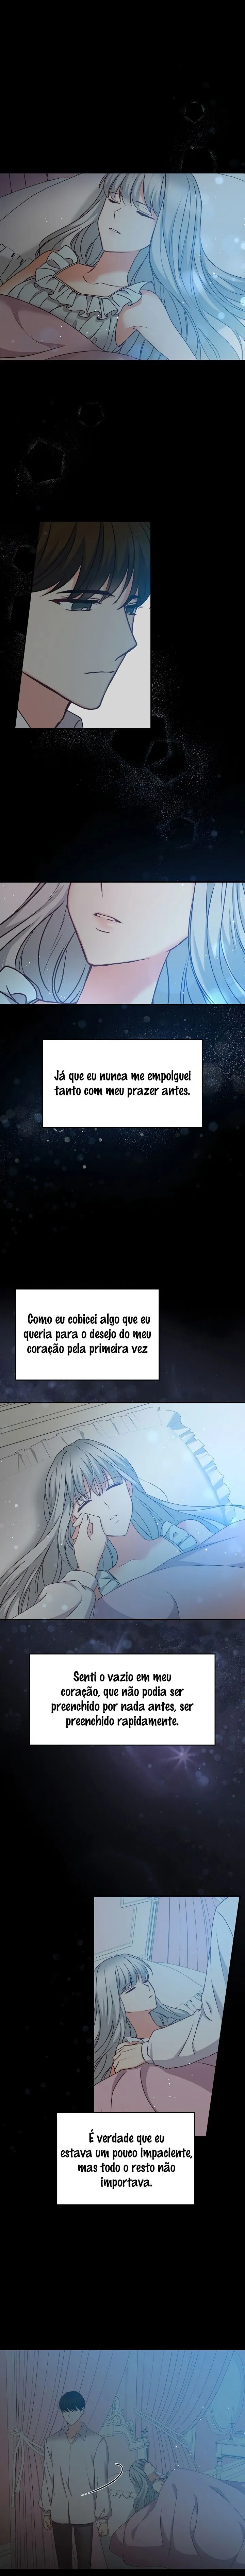 Já que eu nunca me empolguei
tanto com meu prazer antes.
Como eu cobicei algo que eu
queria para o desejo do meu
coração pela primeira vez
Senti o vazio em meu
coração, que não podia ser
preenchido por nada antes, ser
preenchido rapidamente.
É verdade que eu
estava um pouco impaciente,
mas todo o resto não
importava.